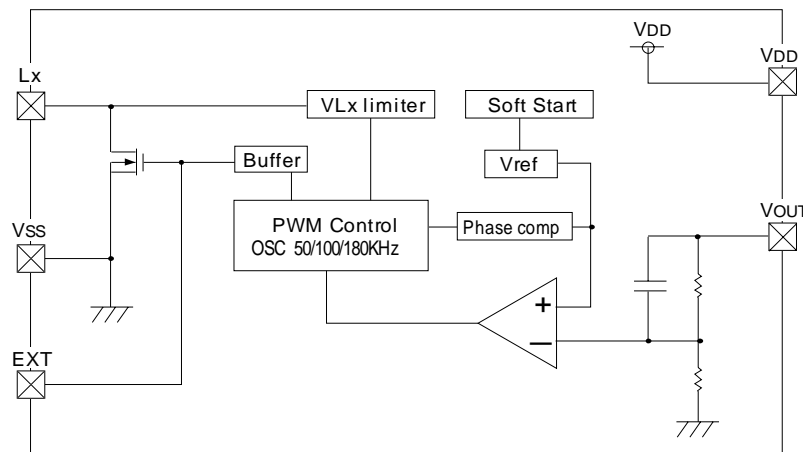 VDD
VDD
Lx
VLx limiter
Soft Start
Buffer
Vref
VSS
PWM Control
OSC 50/100/180KHz
Phase comp
VOUT
+
−
EXT